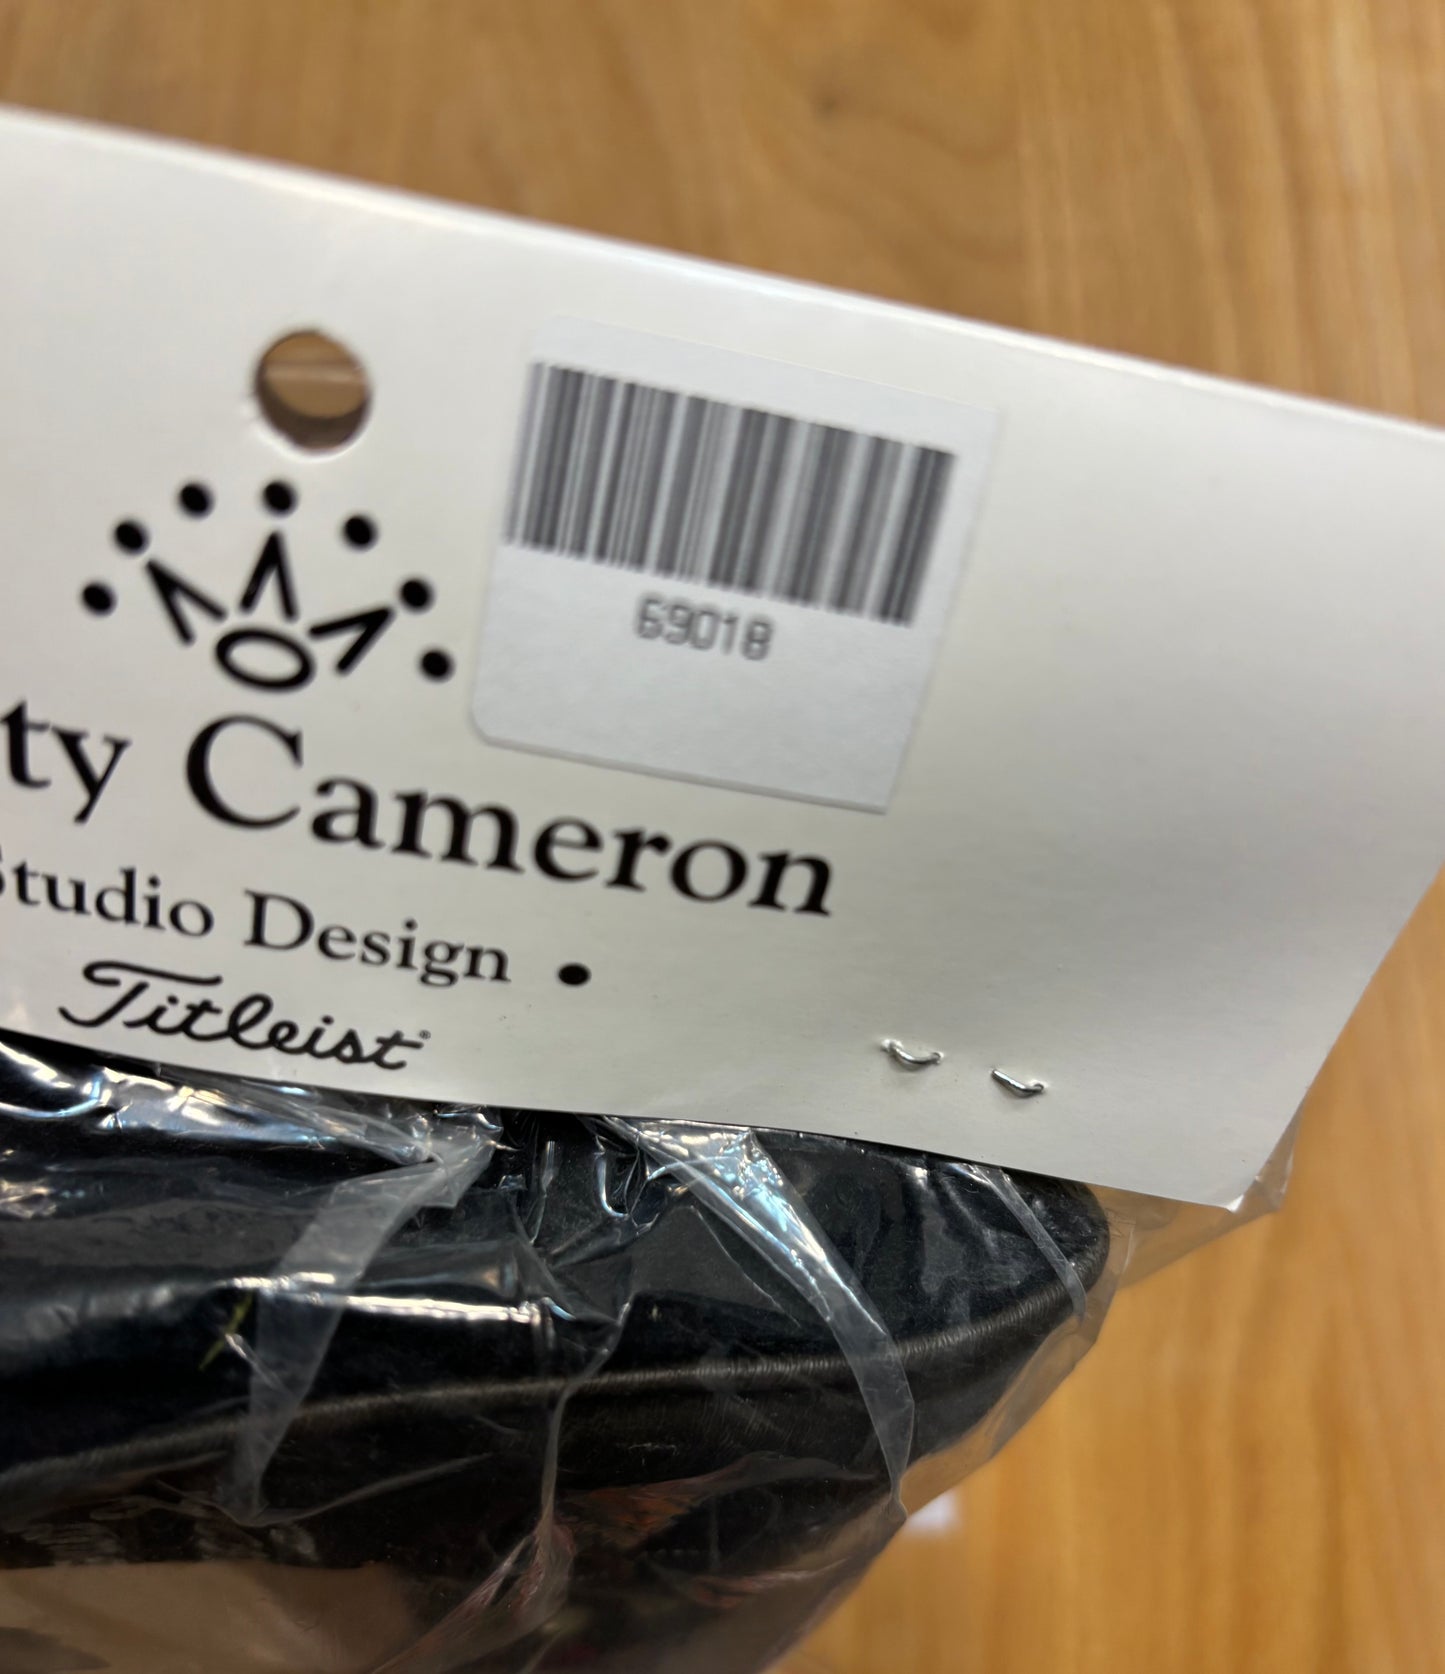 69018
ty Cameron
Studio Design •
Titleist®